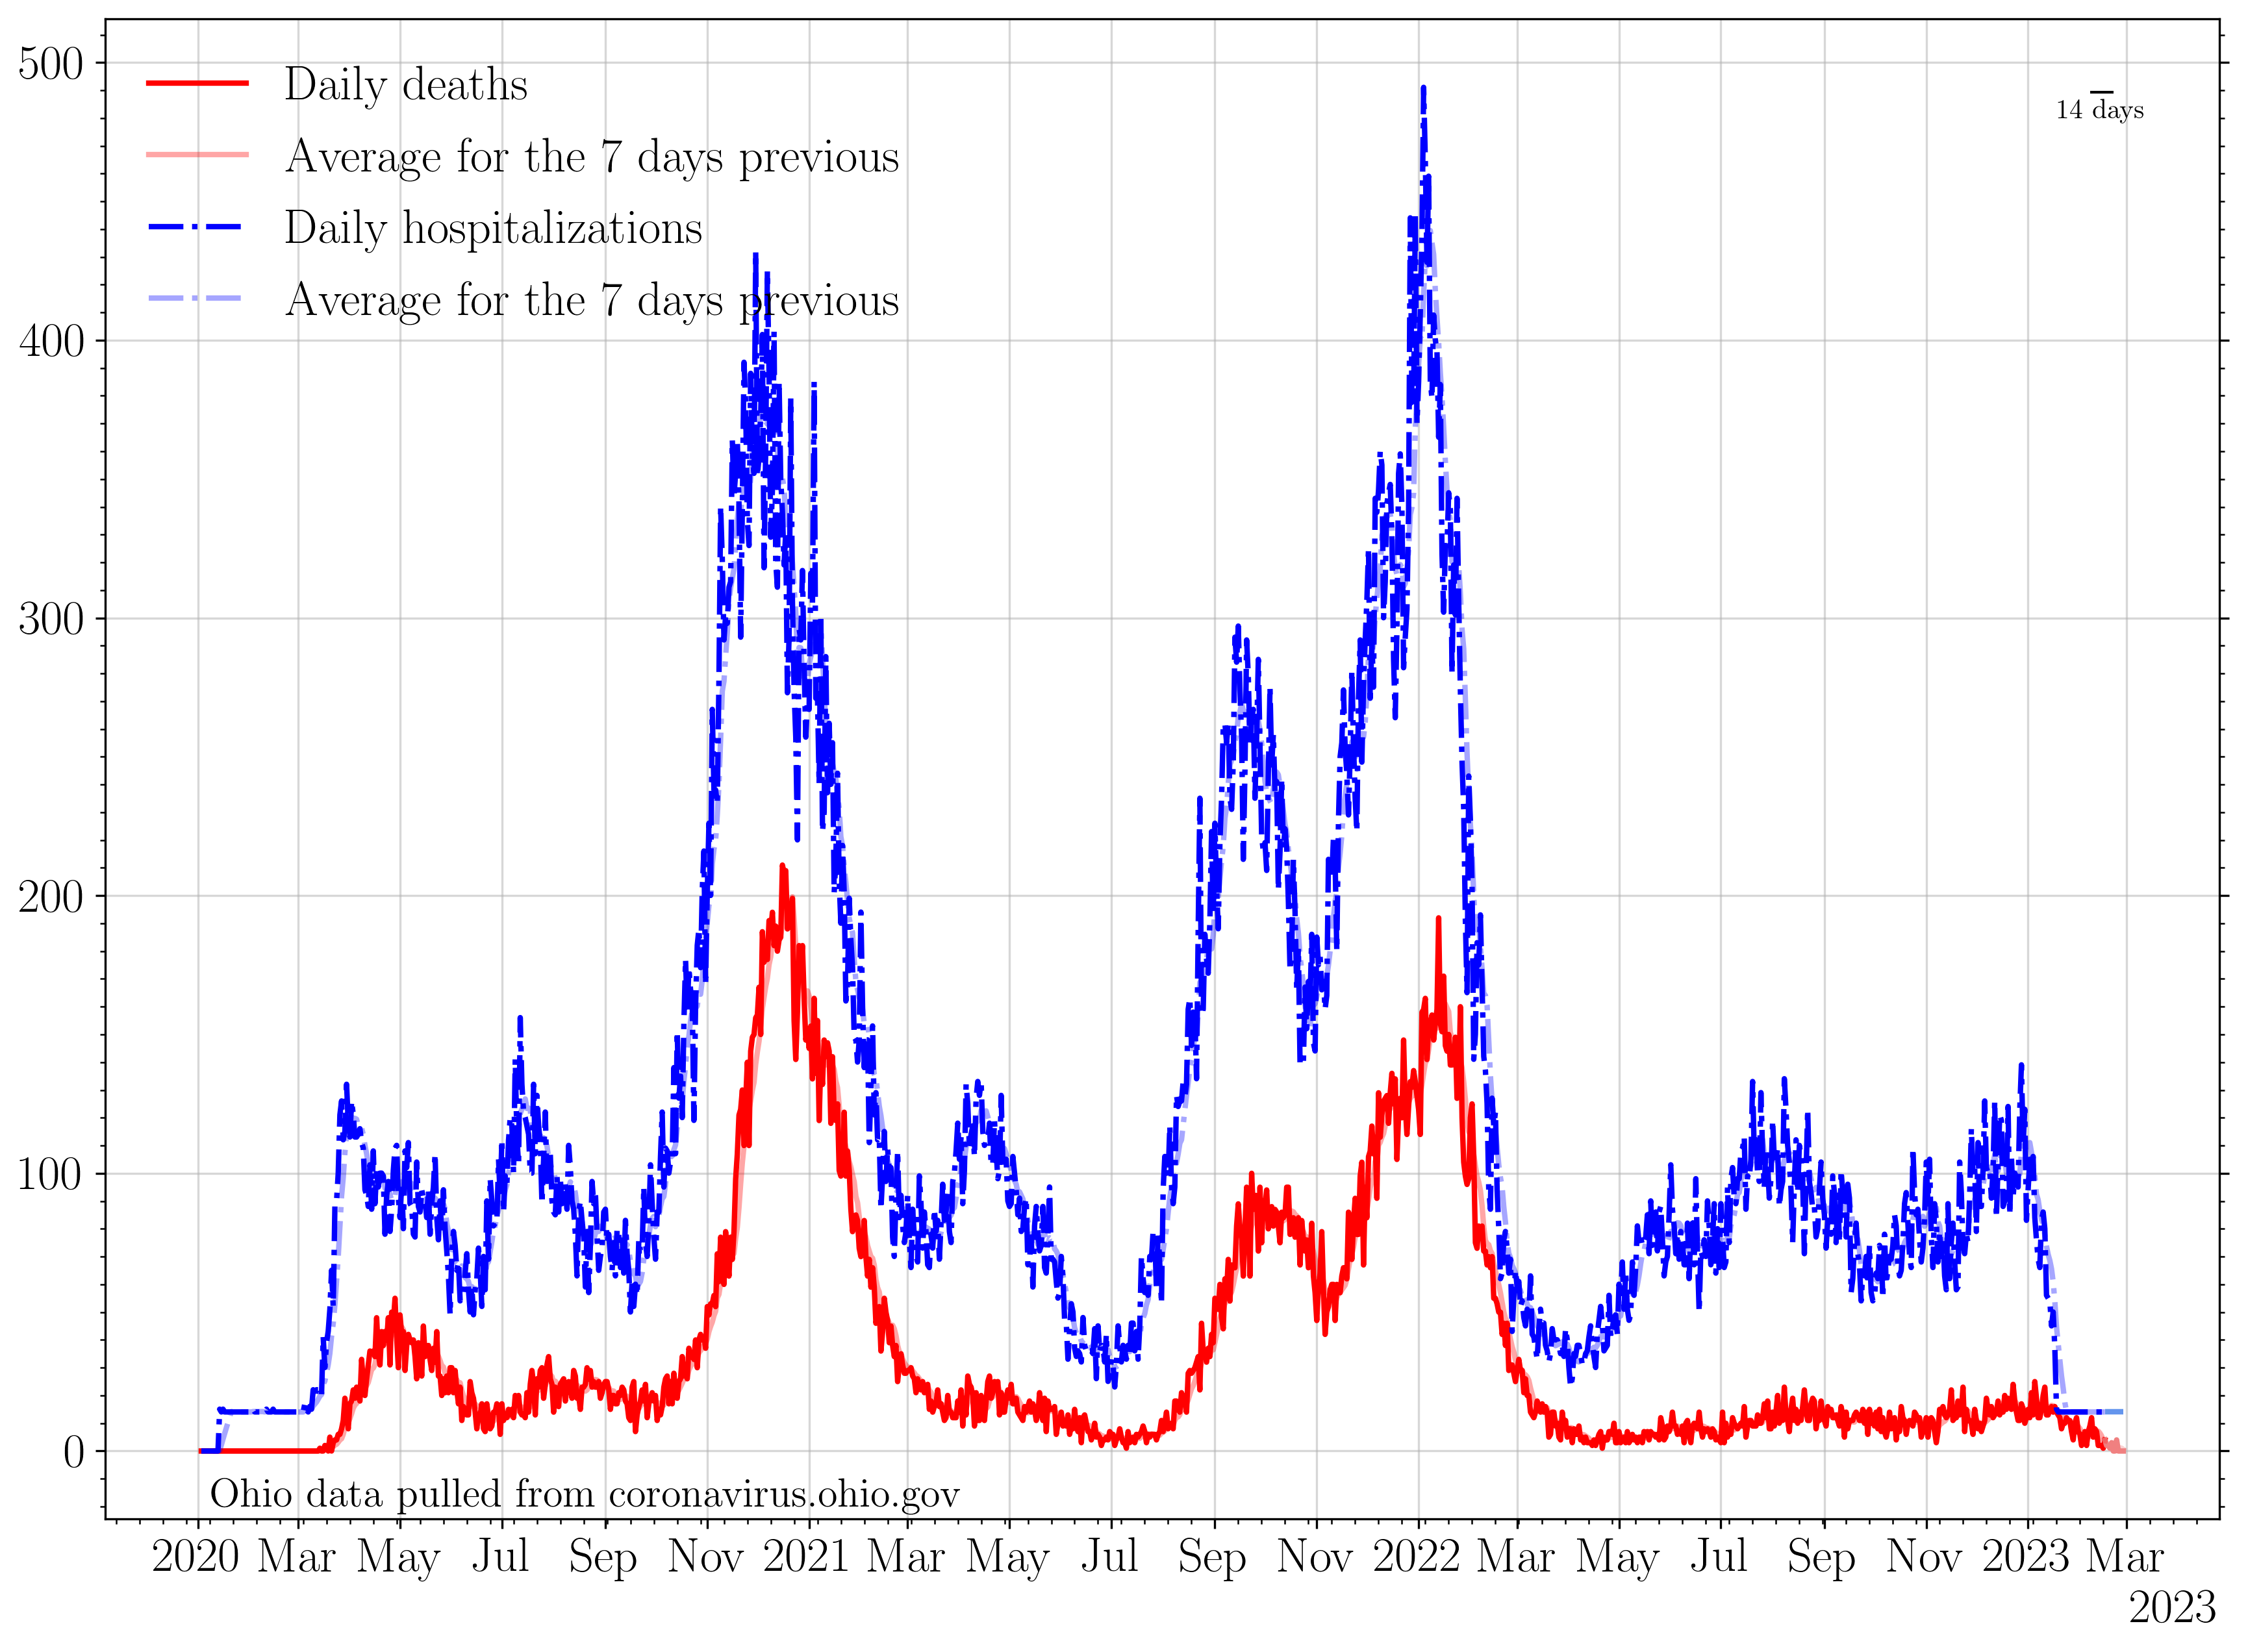 500
400
300
200
100
0
Daily deaths
Average for the 7 days previous
Daily hospitalizations
Average for the 7 days previous
14 days
Ohio data pulled from coronavirus.ohio.gov
2020 Mar May Jul Sep Nov 2021 Mar May Jul Sep Nov 2022 Mar May Jul Sep Nov 2023 Mar
2023